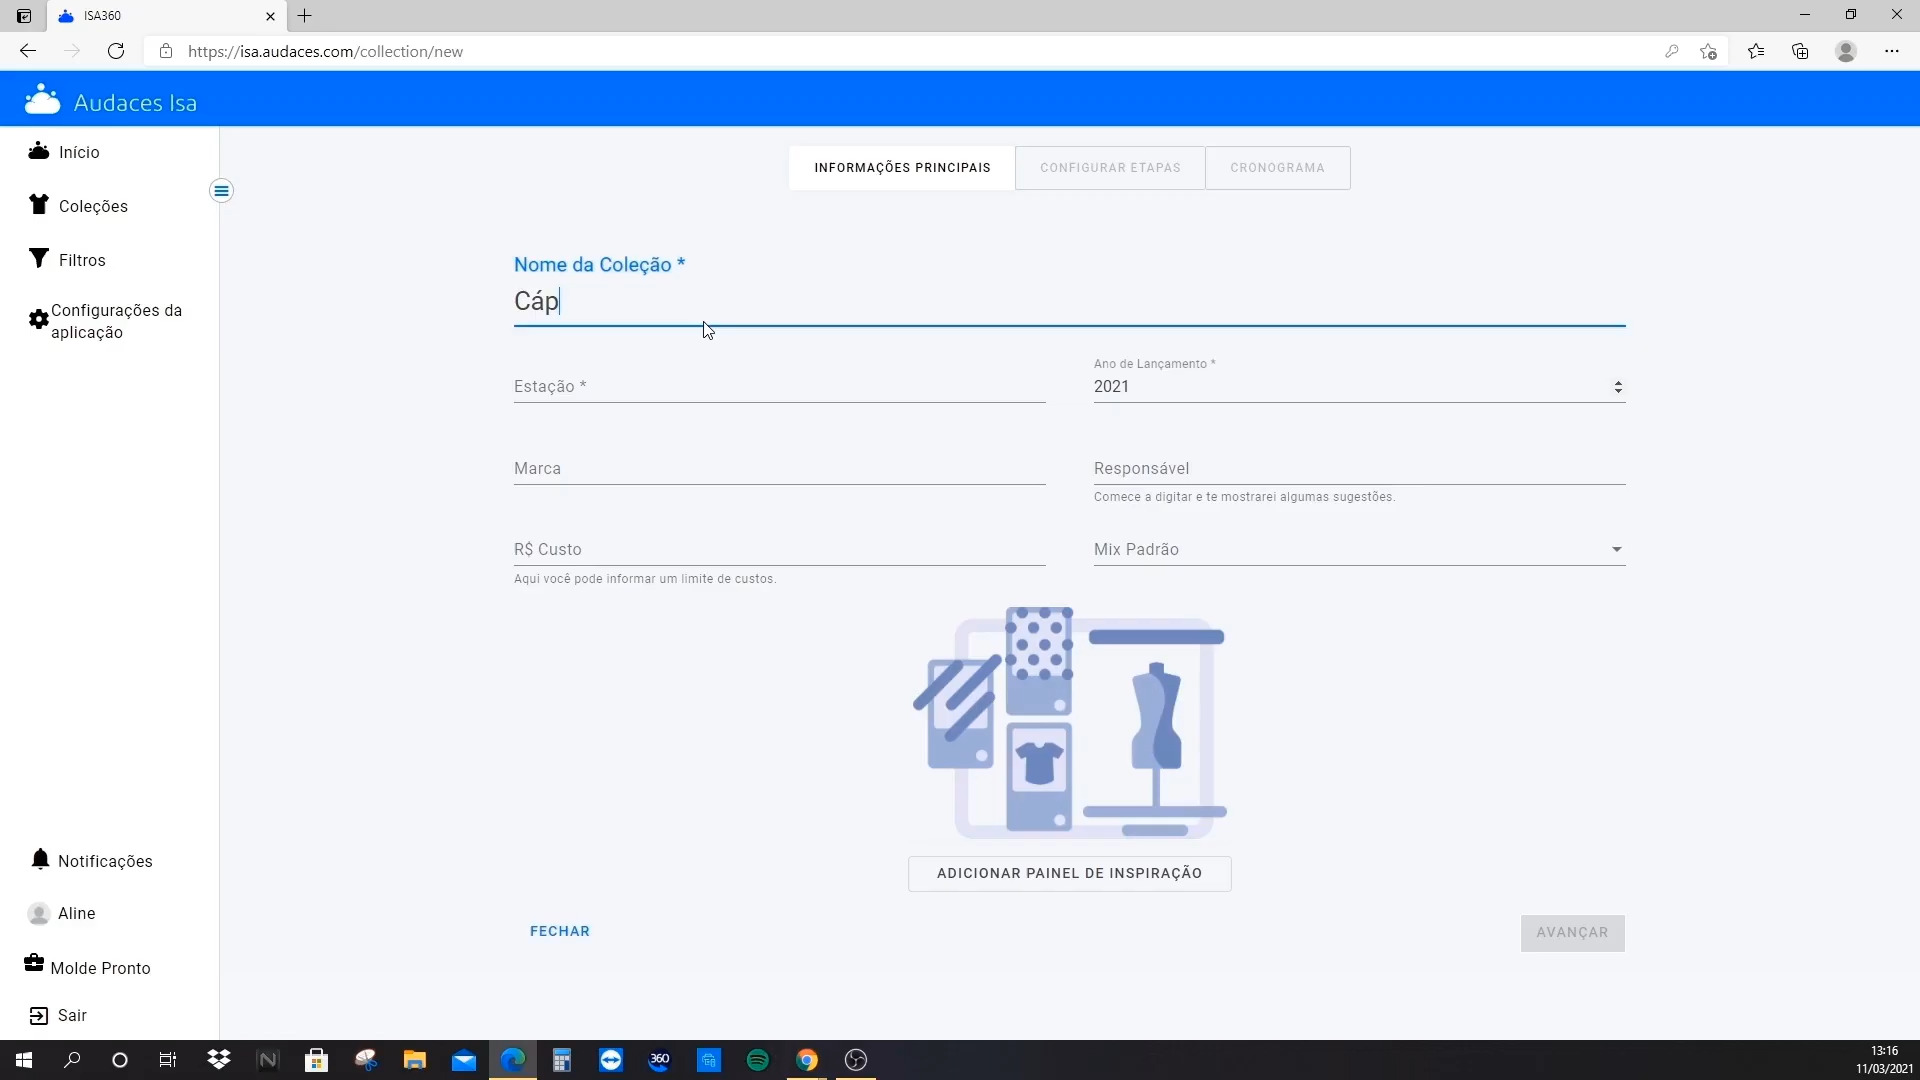 ISA360
https://isa.audaces.com/collection/new
Audaces Isa
Início
Coleções
Filtros
Configurações da
aplicação
INFORMAÇÕES PRINCIPAIS
CONFIGURAR ETAPAS
CRONOGRAMA
Nome da Coleção *
Cáp
Estação *
Ano de Lançamento *
2021
Marca
Responsável
Comece a digitar e te mostrarei algumas sugestões.
R$ Custo
Mix Padrão
Aqui você pode informar um limite de custos.
ADICIONAR PAINEL DE INSPIRAÇÃO
FECHAR
AVANÇAR
Notificações
Aline
Molde Pronto
Sair
360
13:16
11/03/2021